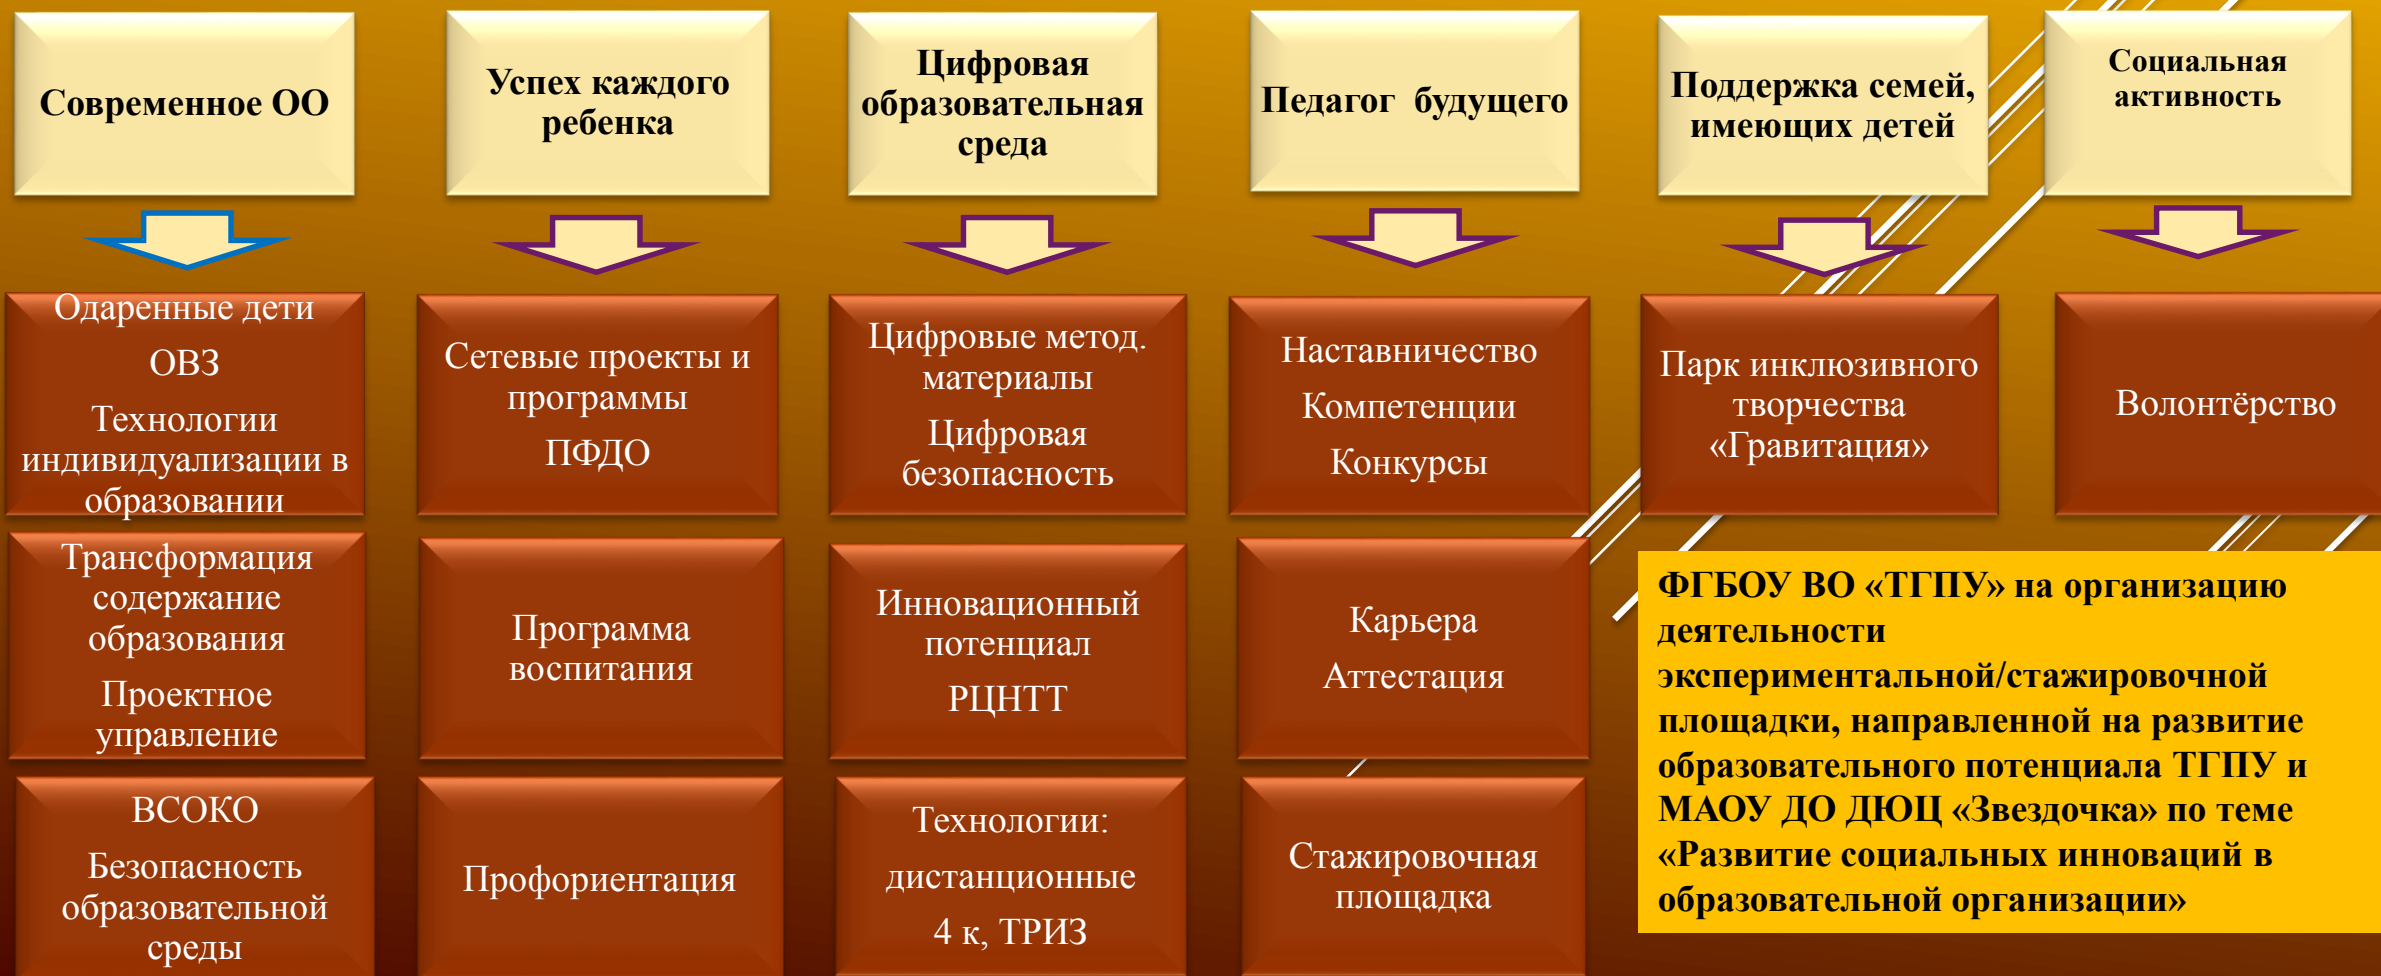 Современное ОО
Успех каждого
ребенка
Цифровая
образовательная
среда
Педагог будущего
Поддержка семей,
имеющих детей
Социальная
активность
Одаренные дети
ОВЗ
Технологии
индивидуализации в
образовании
Сетевые проекты и
программы
ПФДО
Цифровые метод.
материалы
Цифровая
безопасность
Наставничество
Компетенции
Конкурсы
Парк инклюзивного
творчества
«Гравитация»
Волонтёрство
Трансформация
содержание
образования
Проектное
управление
Программа
воспитания
Инновационный
потенциал
РЦНТТ
Карьера
Аттестация
ФГБОУ ВО «ТГПУ» на организацию
деятельности
экспериментальной/стажировочной
площадки, направленной на развитие
образовательного потенциала ТГПУ и
МАОУ ДО ДЮЦ «Звездочка» по теме
«Развитие социальных инноваций в
образовательной организации»
ВСОКО
Безопасность
образовательной
среды
Профориентация
Технологии:
дистанционные
4 к, ТРИЗ
Стажировочная
площадка